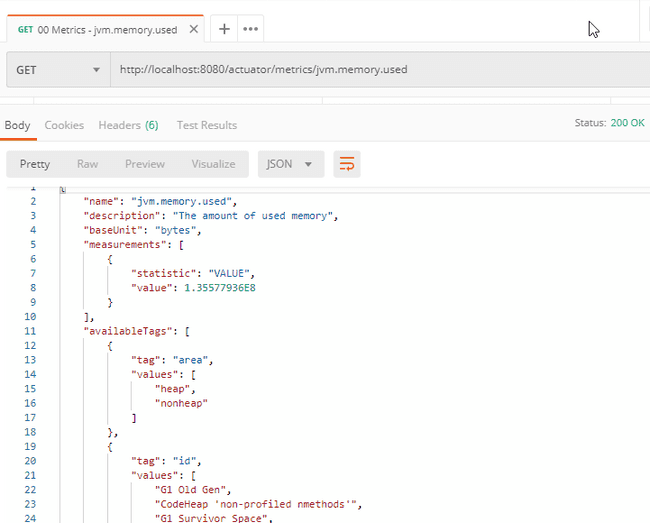 GET 00 Metrics - jvm.memory.used
GET http://localhost:8080/actuator/metrics/jvm.memory.used
Body Cookies Headers (6) Test Results Status: 200 OK
Pretty Raw Preview Visualize JSON
1 {
2 "name": "jvm.memory.used",
3 "description": "The amount of used memory",
4 "baseUnit": "bytes",
5 "measurements": [
6 {
7 "statistic": "VALUE",
8 "value": 1.35577936E8
9 }
10 ],
11 "availableTags": [
12 {
13 "tag": "area",
14 "values": [
15 "heap",
16 "nonheap"
17 ]
18 },
19 {
20 "tag": "id",
21 "values": [
22 "G1 Old Gen",
23 "CodeHeap 'non-profiled nmethods'",
24 "G1 Survivor Space",